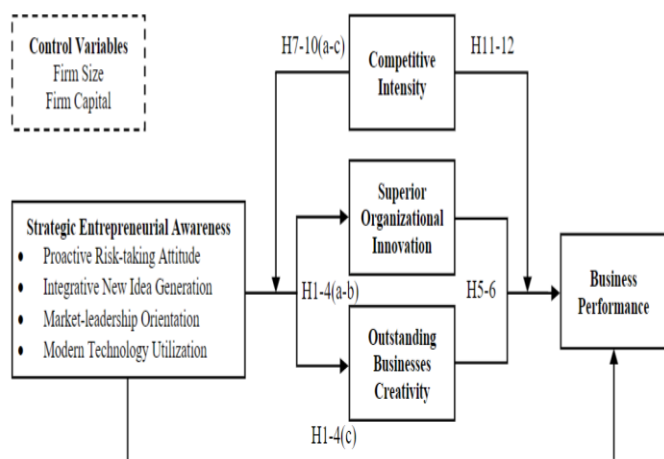 Control Variables
Firm Size
Firm Capital
H7-10(a-c)
Competitive
Intensity
H11-12
Strategic Entrepreneurial Awareness
• Proactive Risk-taking Attitude
• Integrative New Idea Generation
• Market-leadership Orientation
• Modern Technology Utilization
H1-4(a-b)
Superior
Organizational
Innovation
H5-6
Outstanding
Businesses
Creativity
H1-4(c)
Business
Performance